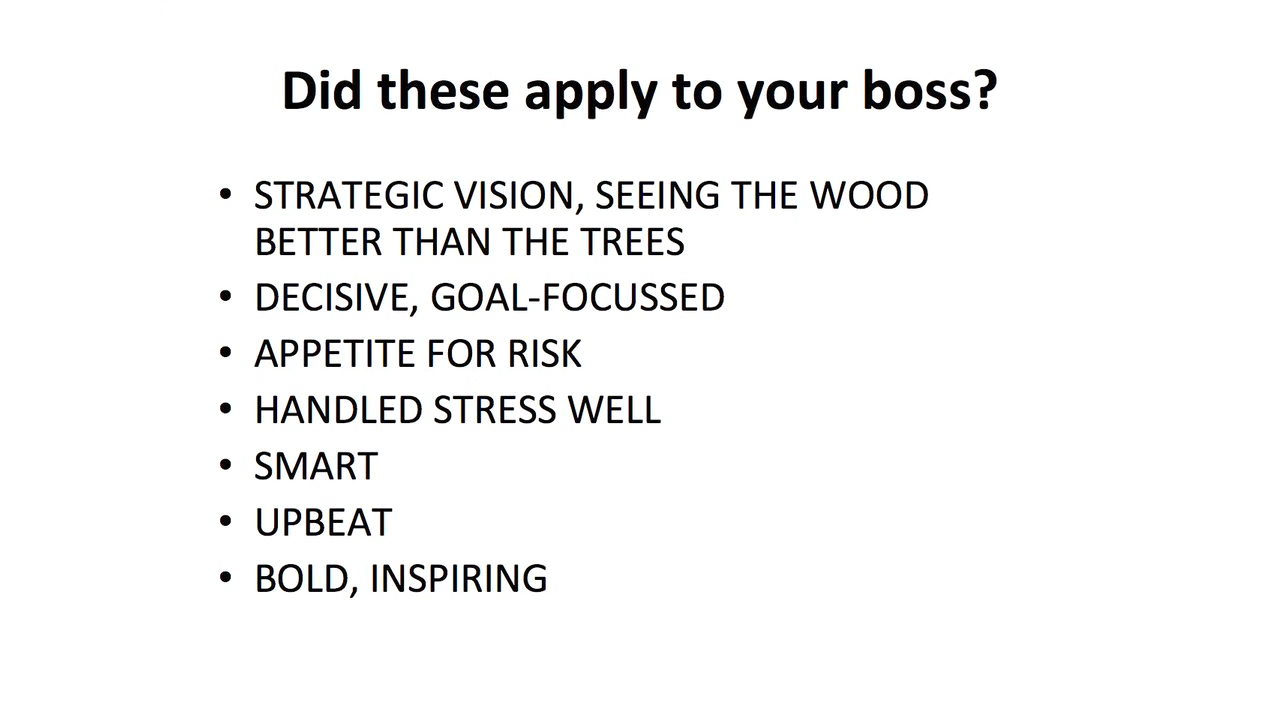 Did these apply to your boss?
• STRATEGIC VISION, SEEING THE WOOD
BETTER THAN THE TREES
• DECISIVE, GOAL-FOCUSSED
• APPETITE FOR RISK
• HANDLED STRESS WELL
• SMART
• UPBEAT
• BOLD, INSPIRING